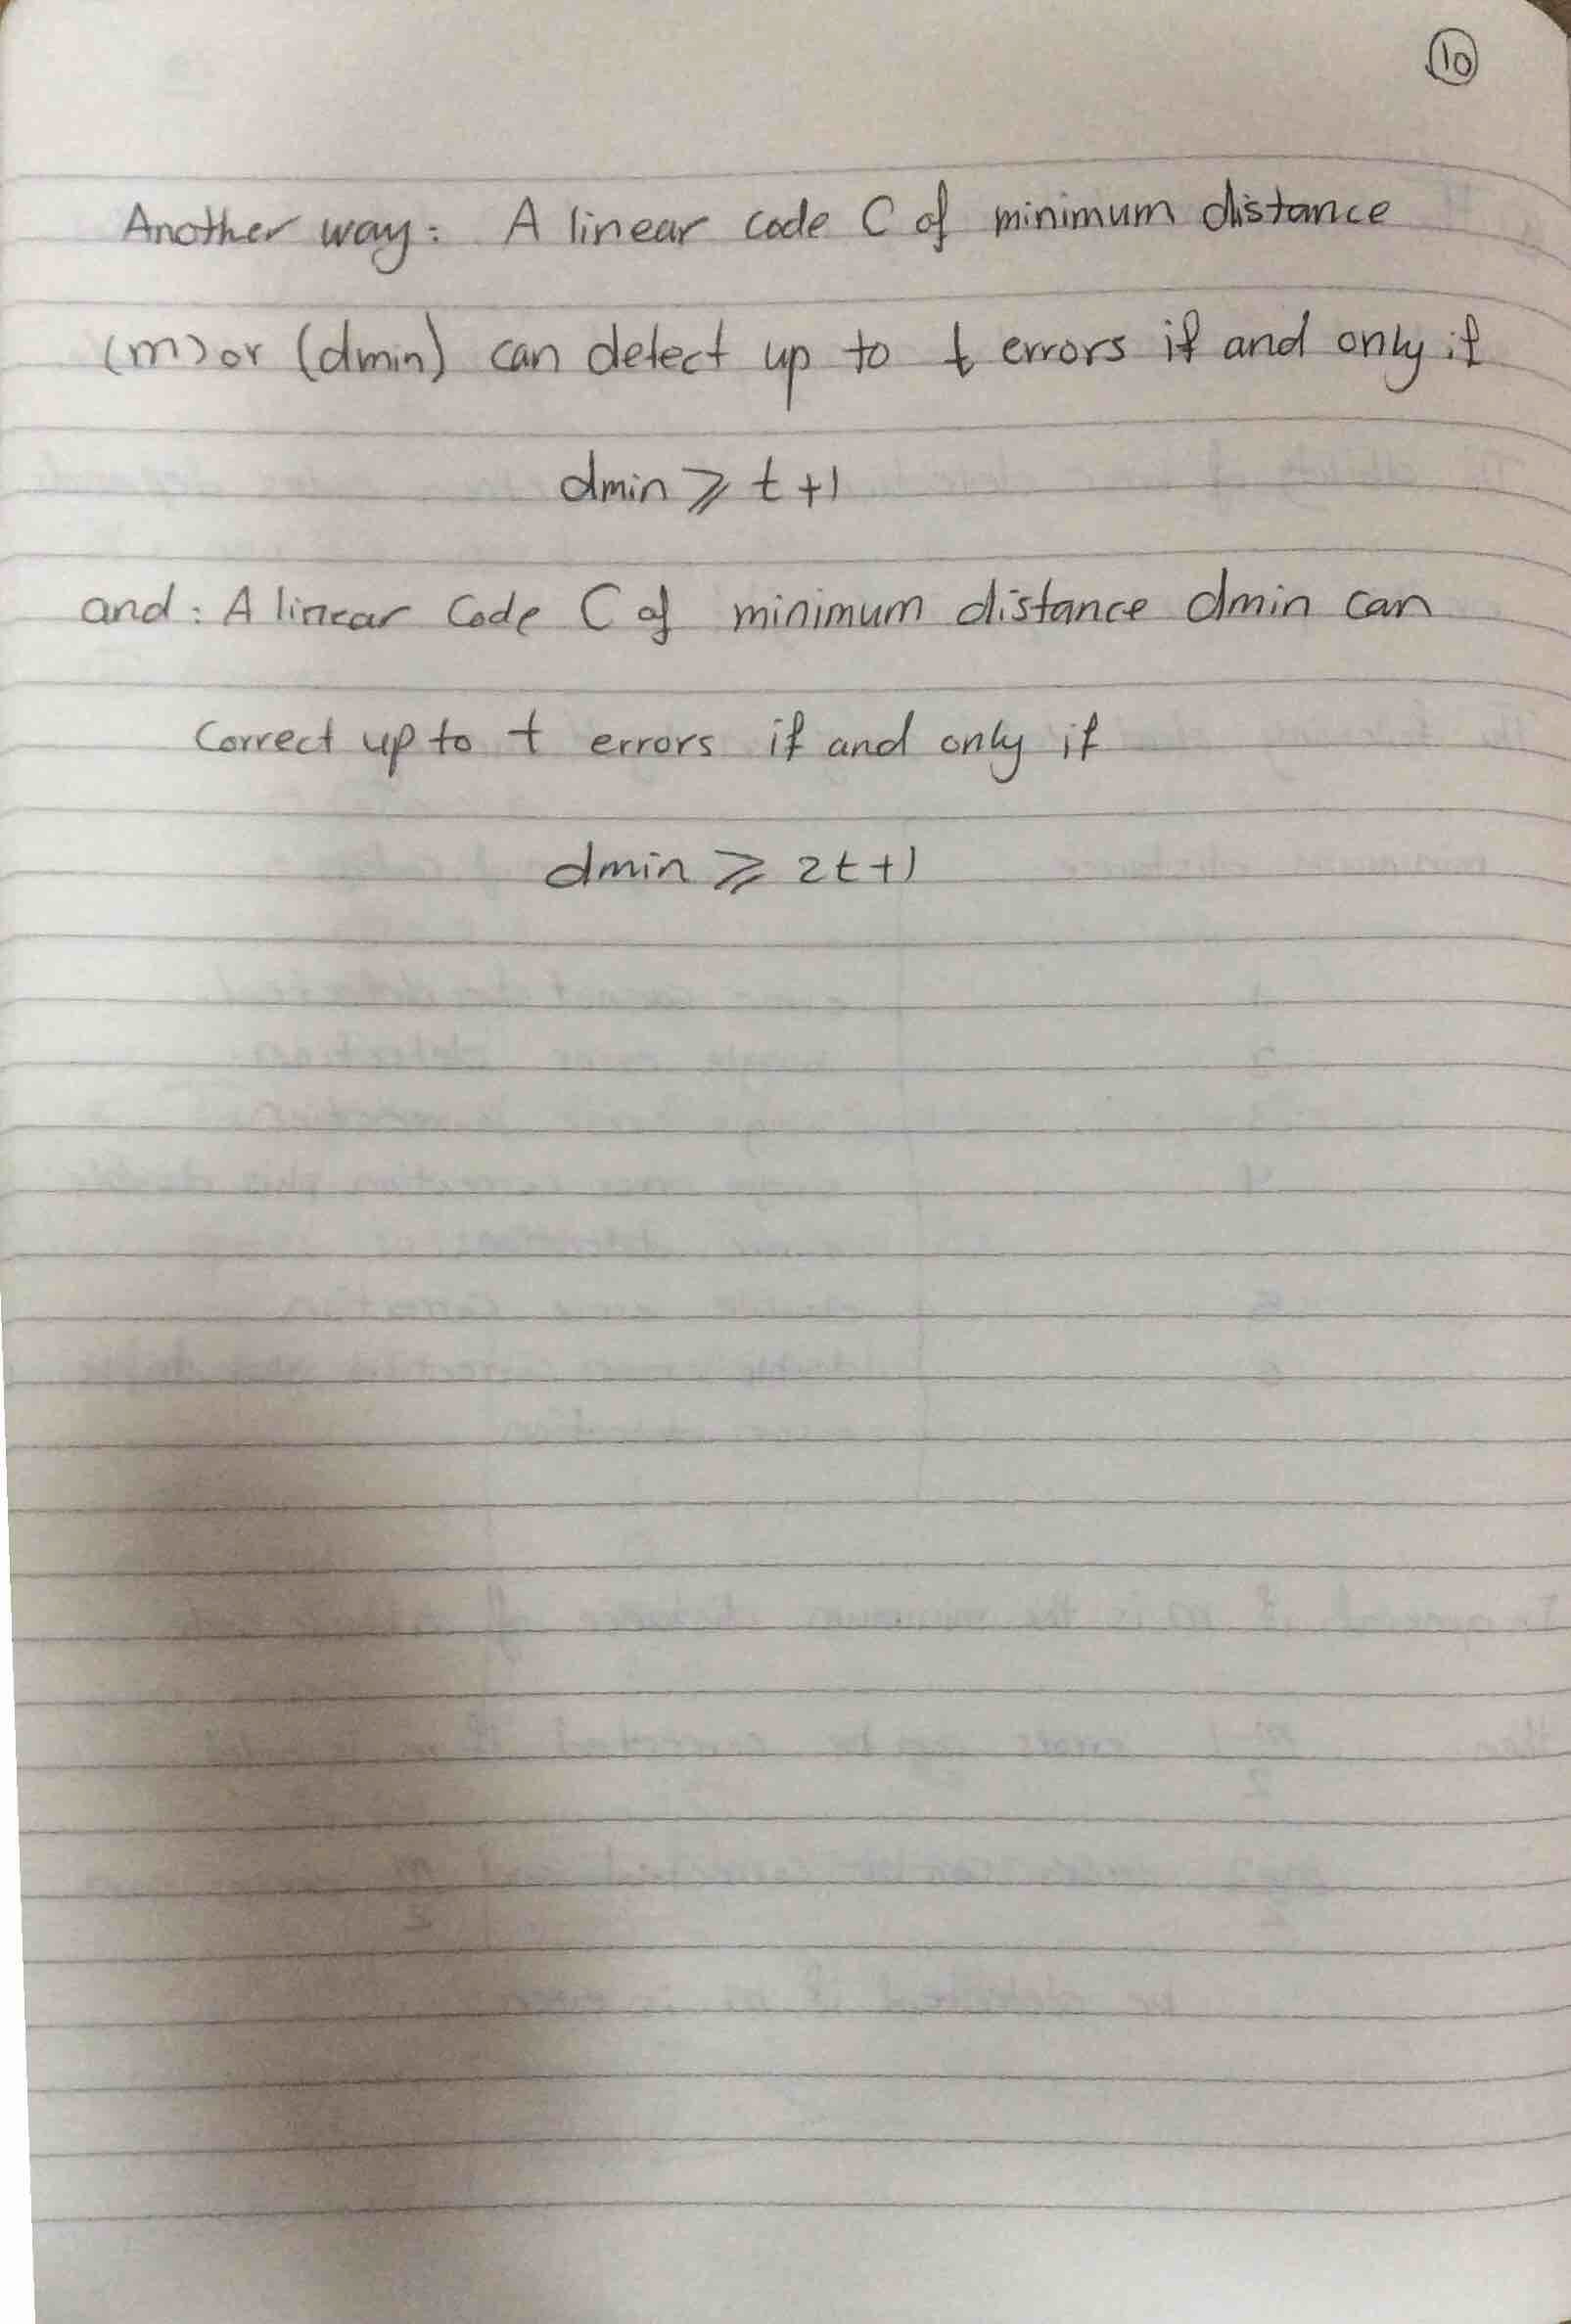 10
Another way: A linear code C of minimum distance
(m) or (dmin) can detect up to t errors if and only if
dmin ⩾ t+1
and: A linear Code C of minimum distance dmin can
Correct up to t errors if and only if
dmin ⩾ 2t+1